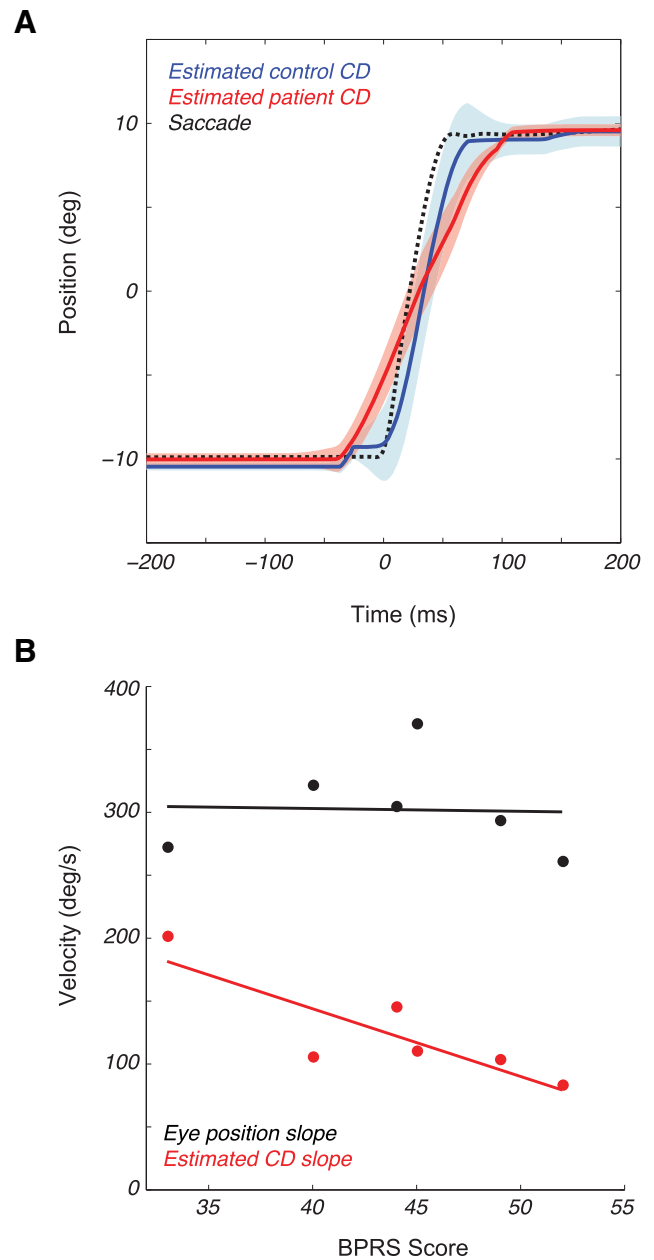 A
Estimated control CD
Estimated patient CD
Saccade
10
0
−10
Position (deg)
−200
−100
0
100
200
Time (ms)
B
400
300
200
100
0
Velocity (deg/s)
Eye position slope
Estimated CD slope
35
40
45
50
55
BPRS Score